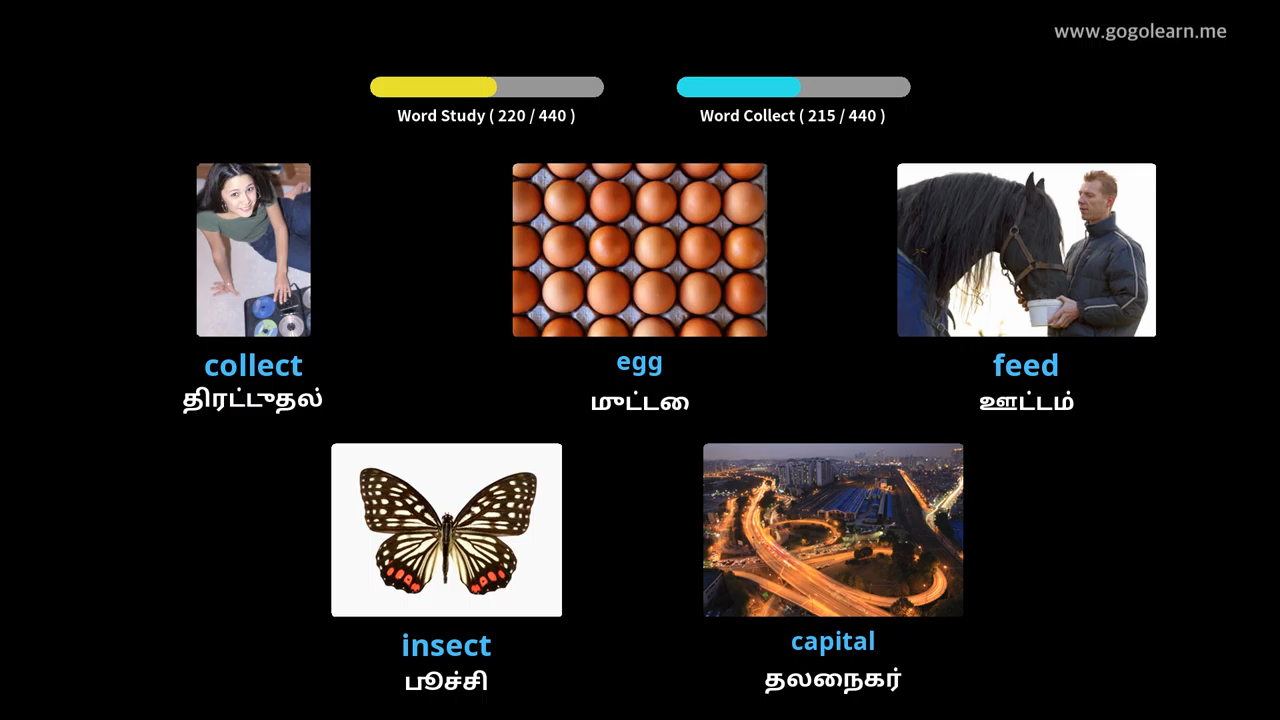 www.gogolearn.me
Word Study ( 220 / 440 )
Word Collect ( 215 / 440 )
collect
திரட்டுதல்
egg
முட்டை
feed
ஊட்டம்
insect
பூச்சி
capital
தலைநகர்